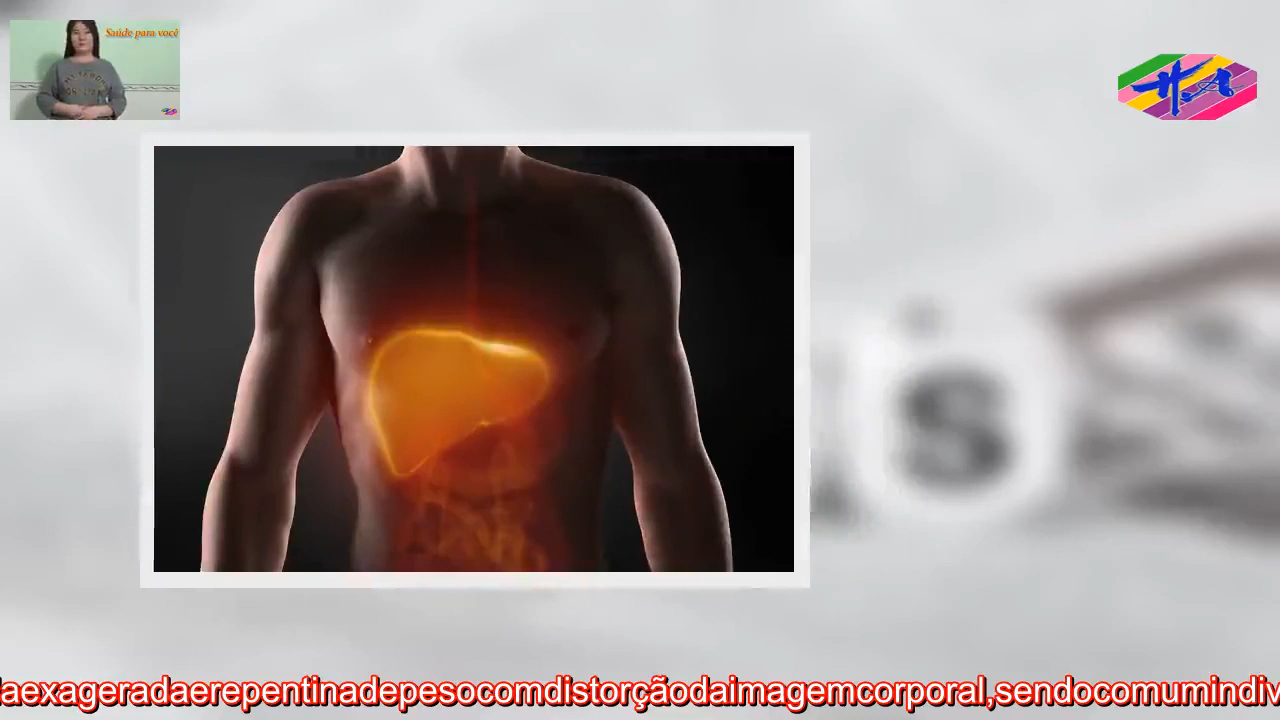 Saúde para você
H.A
s
aexageradaerepentinadepesocomdistorçãodaimagemcorporal,sendocomumindiv